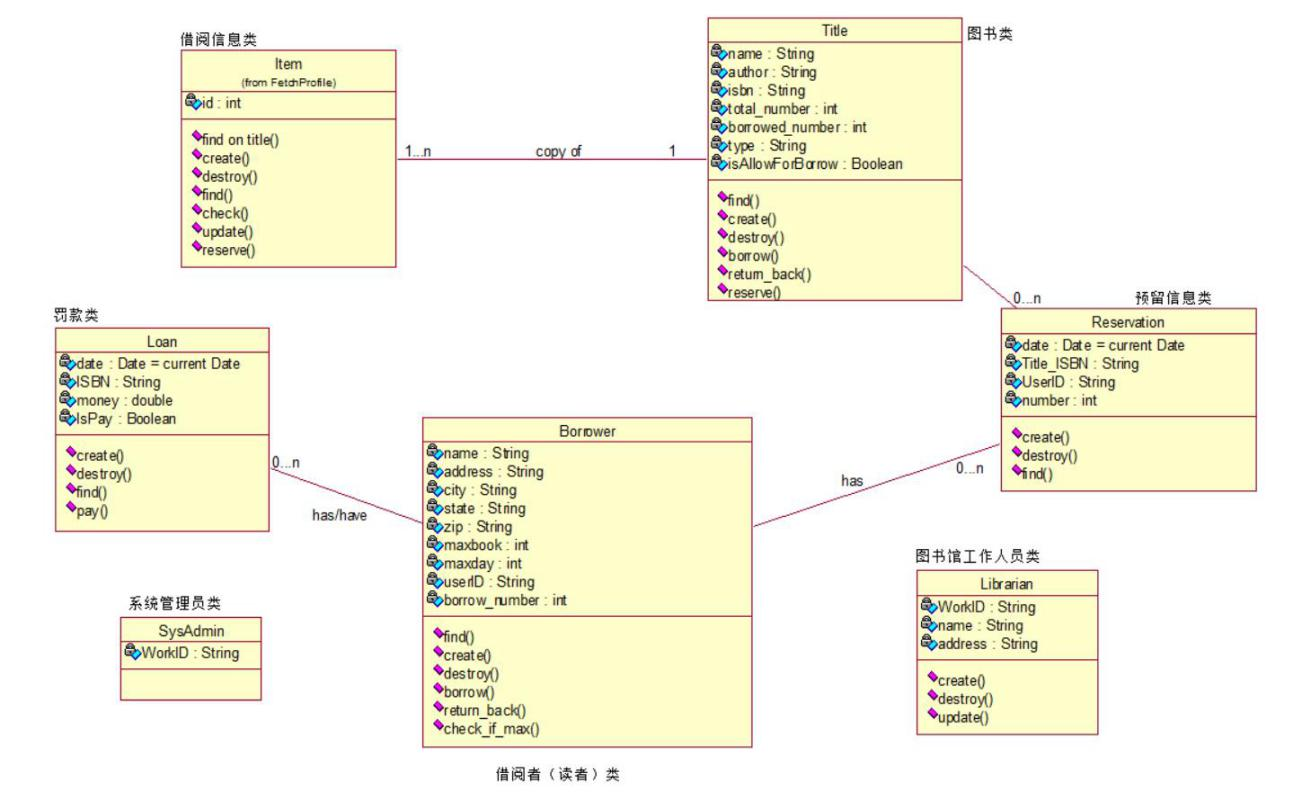 借阅信息类
Item
(from FetchProfile)
id : int
find on title()
create()
destroy()
find()
check()
update()
reserve()
1...n
copy of
1
图书类
Title
name : String
author : String
isbn : String
total_number : int
borrowed_number : int
type : String
isAllowForBorrow : Boolean
find()
create()
destroy()
borrow()
return_back()
reserve()
0...n
预留信息类
Reservation
date : Date = current Date
Title_ISBN : String
UserID : String
number : int
create()
destroy()
find()
罚款类
Loan
date : Date = current Date
ISBN : String
money : double
IsPay : Boolean
create()
destroy()
find()
pay()
0...n
has/have
Borrower
name : String
address : String
city : String
state : String
zip : String
maxbook : int
maxday : int
userID : String
borrow_number : int
find()
create()
destroy()
borrow()
return_back()
check_if_max()
借阅者（读者）类
has
0...n
系统管理员类
SysAdmin
WorkID : String
图书馆工作人员类
Librarian
WorkID : String
name : String
address : String
create()
destroy()
update()